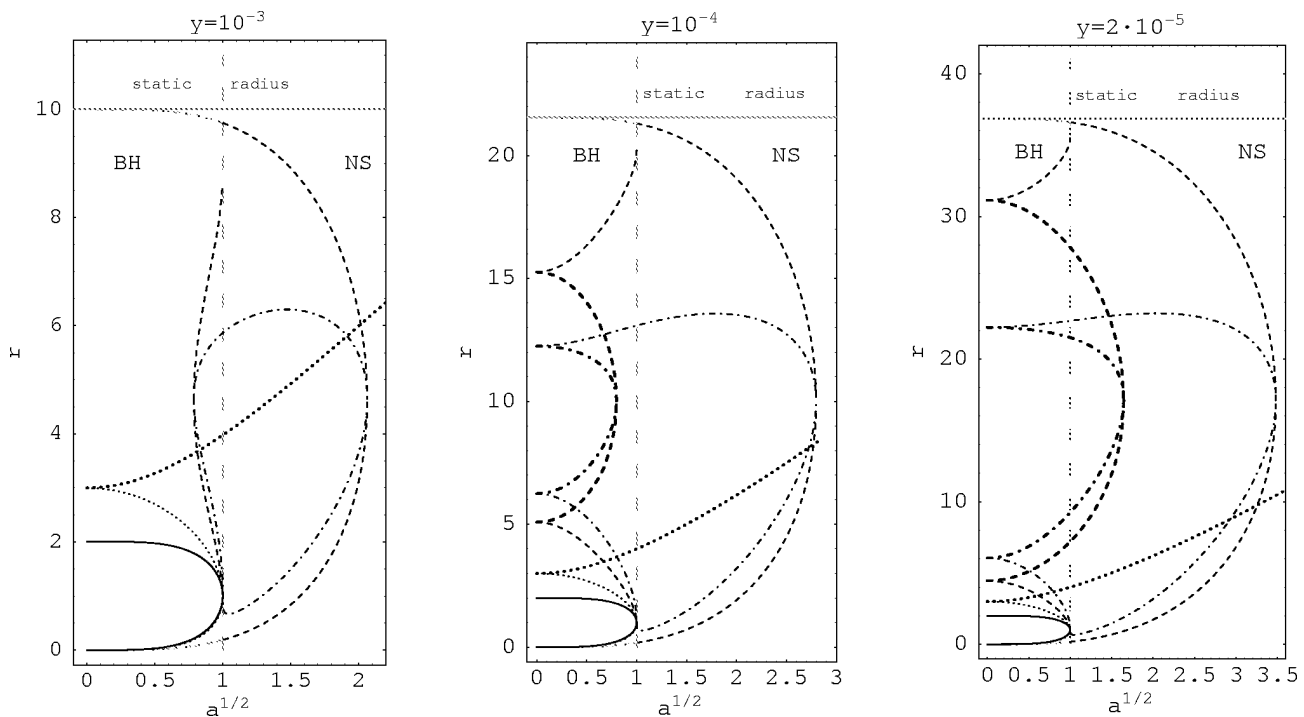 y=10⁻³
static radius
BH NS
r
10
8
6
4
2
0
0 0.5 1 1.5 2
a¹ᐟ²
y=10⁻⁴
static radius
BH NS
r
20
15
10
5
0
0 0.5 1 1.5 2 2.5 3
a¹ᐟ²
y=2·10⁻⁵
static radius
BH NS
r
40
30
20
10
0
0 0.5 1 1.5 2 2.5 3 3.5
a¹ᐟ²